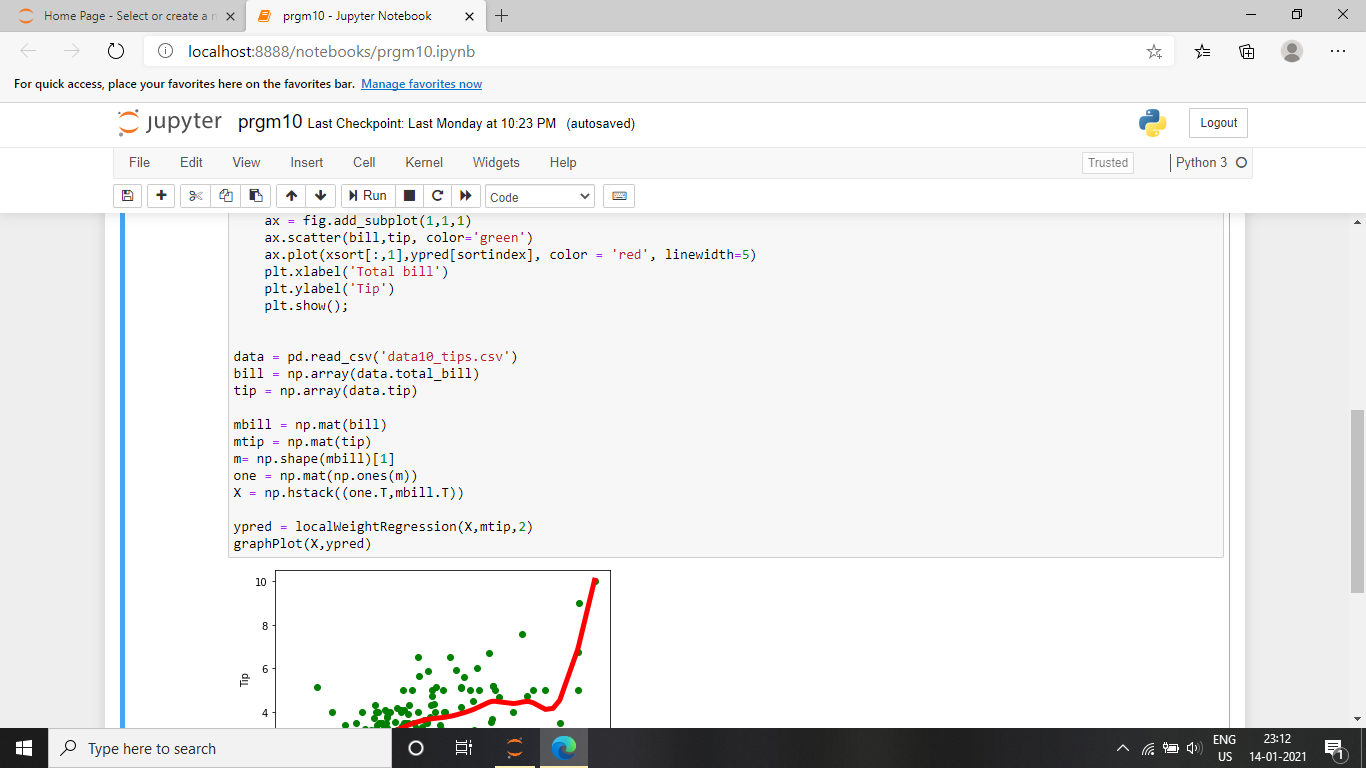 Home Page - Select or create a n
prgm10 - Jupyter Notebook
localhost:8888/notebooks/prgm10.ipynb
For quick access, place your favorites here on the favorites bar. Manage favorites now
jupyter prgm10 Last Checkpoint: Last Monday at 10:23 PM (autosaved)
Logout
File Edit View Insert Cell Kernel Widgets Help
Trusted
Python 3
Run
Code
ax = fig.add_subplot(1,1,1)
ax.scatter(bill,tip, color='green')
ax.plot(xsort[:,1],ypred[sortindex], color = 'red', linewidth=5)
plt.xlabel('Total bill')
plt.ylabel('Tip')
plt.show();
data = pd.read_csv('data10_tips.csv')
bill = np.array(data.total_bill)
tip = np.array(data.tip)
mbill = np.mat(bill)
mtip = np.mat(tip)
m= np.shape(mbill)[1]
one = np.mat(np.ones(m))
X = np.hstack((one.T,mbill.T))
ypred = localWeightRegression(X,mtip,2)
graphPlot(X,ypred)
10
8
6
Tip
4
Type here to search
ENG
US
23:12
14-01-2021
1